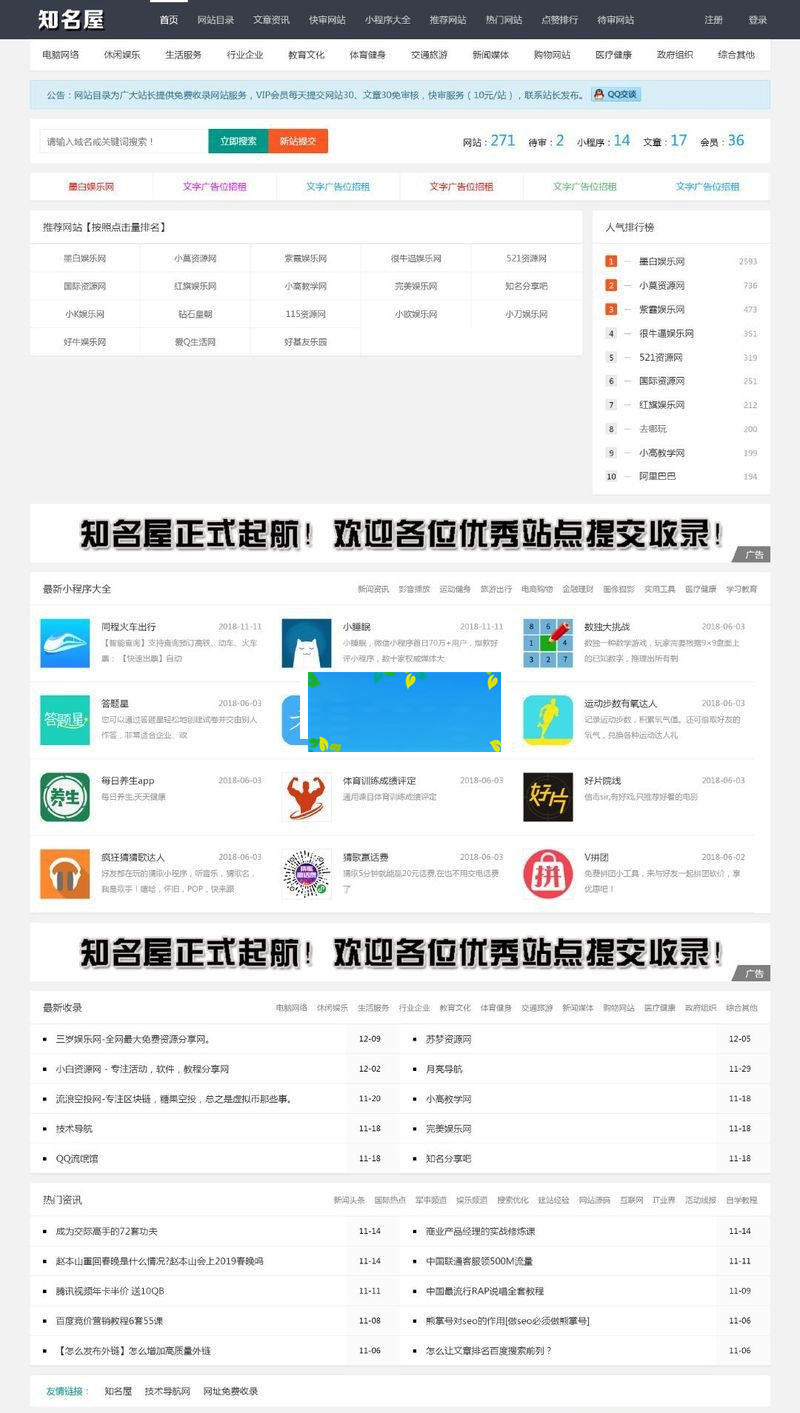 知名屋 首页 网站目录 文章资讯 快审网站 小程序大全 推荐网站 热门网站 点赞排行 待审网站 注册 登录
电脑网络 休闲娱乐 生活服务 行业企业 教育文化 体育健身 交通旅游 新闻媒体 购物网站 医疗健康 政府组织 综合其他
公告：网站目录为广大站长提供免费收录网站服务，VIP会员每天提交网站30、文章30免审核，快审服务（10元/站），联系站长发布。 QQ交谈
请输入域名或关键词搜索！ 立即搜索 新站提交 网站：271 待审：2 小程序：14 文章：17 会员：36
墨白娱乐网 文字广告位招租 文字广告位招租 文字广告位招租 文字广告位招租 文字广告位招租
推荐网站【按照点击量排名】
墨白娱乐网 小莫资源网 紫霞娱乐网 很牛逼娱乐网 521资源网
国际资源网 红旗娱乐网 小高教学网 完美娱乐网 知名分享吧
小K娱乐网 钻石皇朝 115资源网 小欧娱乐网 小刀娱乐网
好牛娱乐网 爱Q生活网 好基友乐园
人气排行榜
1 墨白娱乐网 2593
2 小莫资源网 736
3 紫霞娱乐网 473
4 很牛逼娱乐网 351
5 521资源网 319
6 国际资源网 251
7 红旗娱乐网 212
8 去哪玩 200
9 小高教学网 199
10 阿里巴巴 194
知名屋正式起航！欢迎各位优秀站点提交收录！
广告
最新小程序大全 新闻资讯 影音播放 运动健身 旅游出行 电商购物 金融理财 图像摄影 实用工具 医疗健康 学习教育
同程火车出行 2018-11-11
【智能查询】支持查询预订高铁、动车、火车
票； 【快速出票】自动
小睡眠 2018-11-11
小睡眠，微信小程序首日70万+用户，爆款好
评小程序，数十家权威媒体大
8 6
1 4
3 2 7
数独大挑战 2018-06-03
数独一种数学游戏，玩家需要根据9×9盘面上
的已知数字，推理出所有剩
答题星
答题星 2018-06-03
您可以通过答题星轻松地创建试卷并交由别人
作答，非常适合企业、政
运动步数有氧达人 2018-06-03
记录运动步数，积累氧气值。还可偷取好友的
氧气，兑换各种运动达人礼
养生
每日养生app 2018-06-03
每日养生,天天健康
体育训练成绩评定 2018-06-03
通用课目体育训练成绩评定
好片
好片院线 2018-06-03
信币sir,有好戏,只推荐好看的电影
疯狂猜猜歌达人 2018-06-03
好友都在玩的猜歌小程序，听音乐，猜歌名，
我是歌手！嘻哈，怀旧，POP，快来跟
猜歌赢话费 2018-06-03
猜歌5分钟就能赢20元话费,在也不用交电话费
了
拼
V拼团 2018-06-02
免费拼团小工具，来与好友一起拼团砍价，享
优惠吧！
知名屋正式起航！欢迎各位优秀站点提交收录！
广告
最新收录 电脑网络 休闲娱乐 生活服务 行业企业 教育文化 体育健身 交通旅游 新闻媒体 购物网站 医疗健康 政府组织 综合其他
三岁娱乐网-全网最大免费资源分享网。 12-09 苏梦资源网 12-05
小白资源网 - 专注活动，软件，教程分享网 12-02 月亮导航 11-29
流浪空投网-专注区块链，糖果空投，总之是虚拟币那些事。 11-20 小高教学网 11-18
技术导航 11-18 完美娱乐网 11-18
QQ流氓馆 11-18 知名分享吧 11-18
热门资讯 新闻头条 国际热点 军事频道 娱乐频道 搜索优化 建站经验 网站源码 互联网 IT业界 活动线报 自学教程
成为交际高手的72套功夫 11-14 商业产品经理的实战修炼课 11-14
赵本山重回春晚是什么情况?赵本山会上2019春晚吗 11-14 中国联通客服领500M流量 11-11
腾讯视频年卡半价 送10QB 11-11 中国最流行RAP说唱全套教程 11-09
百度竞价营销教程6套55课 11-08 熊掌号对seo的作用[做seo必须做熊掌号] 11-06
【怎么发布外链】怎么增加高质量外链 11-06 怎么让文章排名百度搜索前列？ 11-06
友情链接： 知名屋 技术导航网 网址免费收录